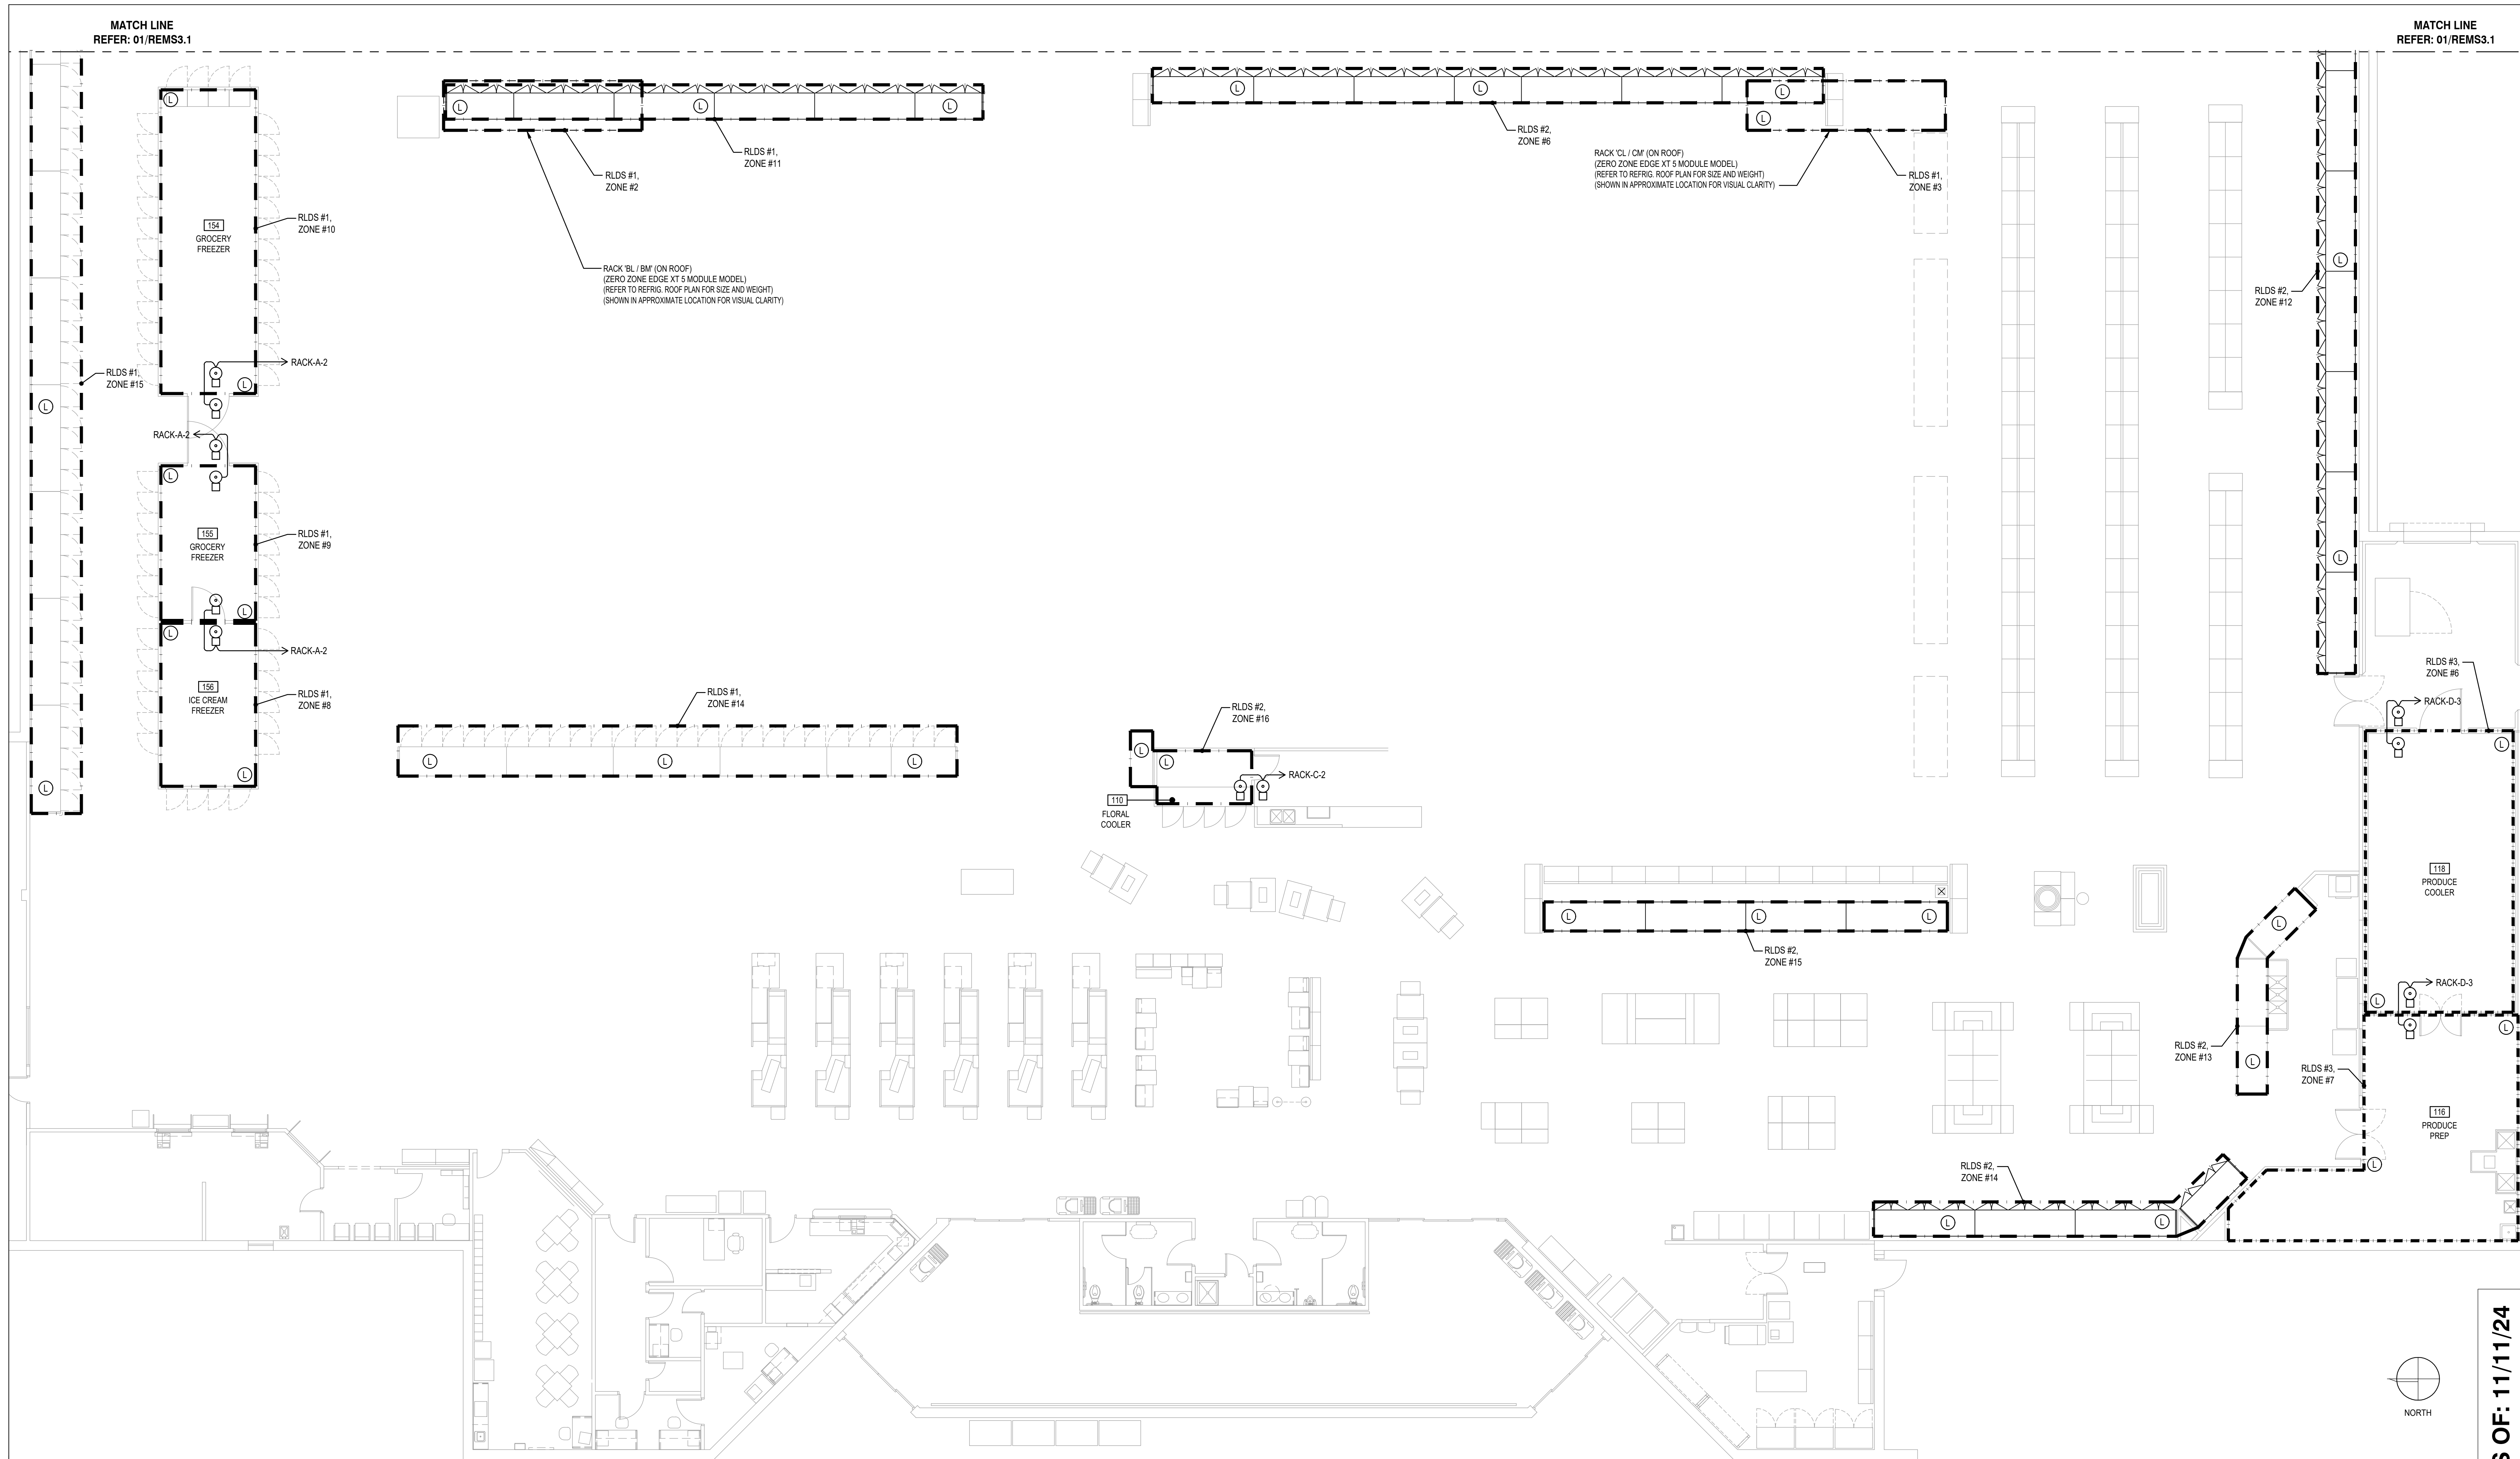 MATCH LINE
REFER: 01/REMS3.1
MATCH LINE
REFER: 01/REMS3.1
L
L
L
L
L
L
L
L
L
RLDS #2,
ZONE #6
RLDS #1,
ZONE #11
RLDS #1,
ZONE #2
RACK 'CL / CM' (ON ROOF)
(ZERO ZONE EDGE XT 5 MODULE MODEL)
(REFER TO REFRIG. ROOF PLAN FOR SIZE AND WEIGHT)
(SHOWN IN APPROXIMATE LOCATION FOR VISUAL CLARITY)
RLDS #1,
ZONE #3
154
GROCERY
FREEZER
RLDS #1,
ZONE #10
RACK 'BL / BM' (ON ROOF)
(ZERO ZONE EDGE XT 5 MODULE MODEL)
(REFER TO REFRIG. ROOF PLAN FOR SIZE AND WEIGHT)
(SHOWN IN APPROXIMATE LOCATION FOR VISUAL CLARITY)
RLDS #2,
ZONE #12
RACK-A-2
RLDS #1,
ZONE #15
L
L
RACK-A-2
L
155
GROCERY
FREEZER
RLDS #1,
ZONE #9
L
L
L
RACK-A-2
156
ICE CREAM
FREEZER
RLDS #1,
ZONE #8
L
L
RLDS #1,
ZONE #14
L
L
L
RLDS #2,
ZONE #16
L
L
RACK-C-2
110
FLORAL
COOLER
RLDS #3,
ZONE #6
RACK-D-3
L
118
PRODUCE
COOLER
L
L
L
RLDS #2,
ZONE #15
L
RACK-D-3
L
L
RLDS #2,
ZONE #13
L
RLDS #3,
ZONE #7
116
PRODUCE
PREP
L
RLDS #2,
ZONE #14
L
L
NORTH
S OF: 11/11/24